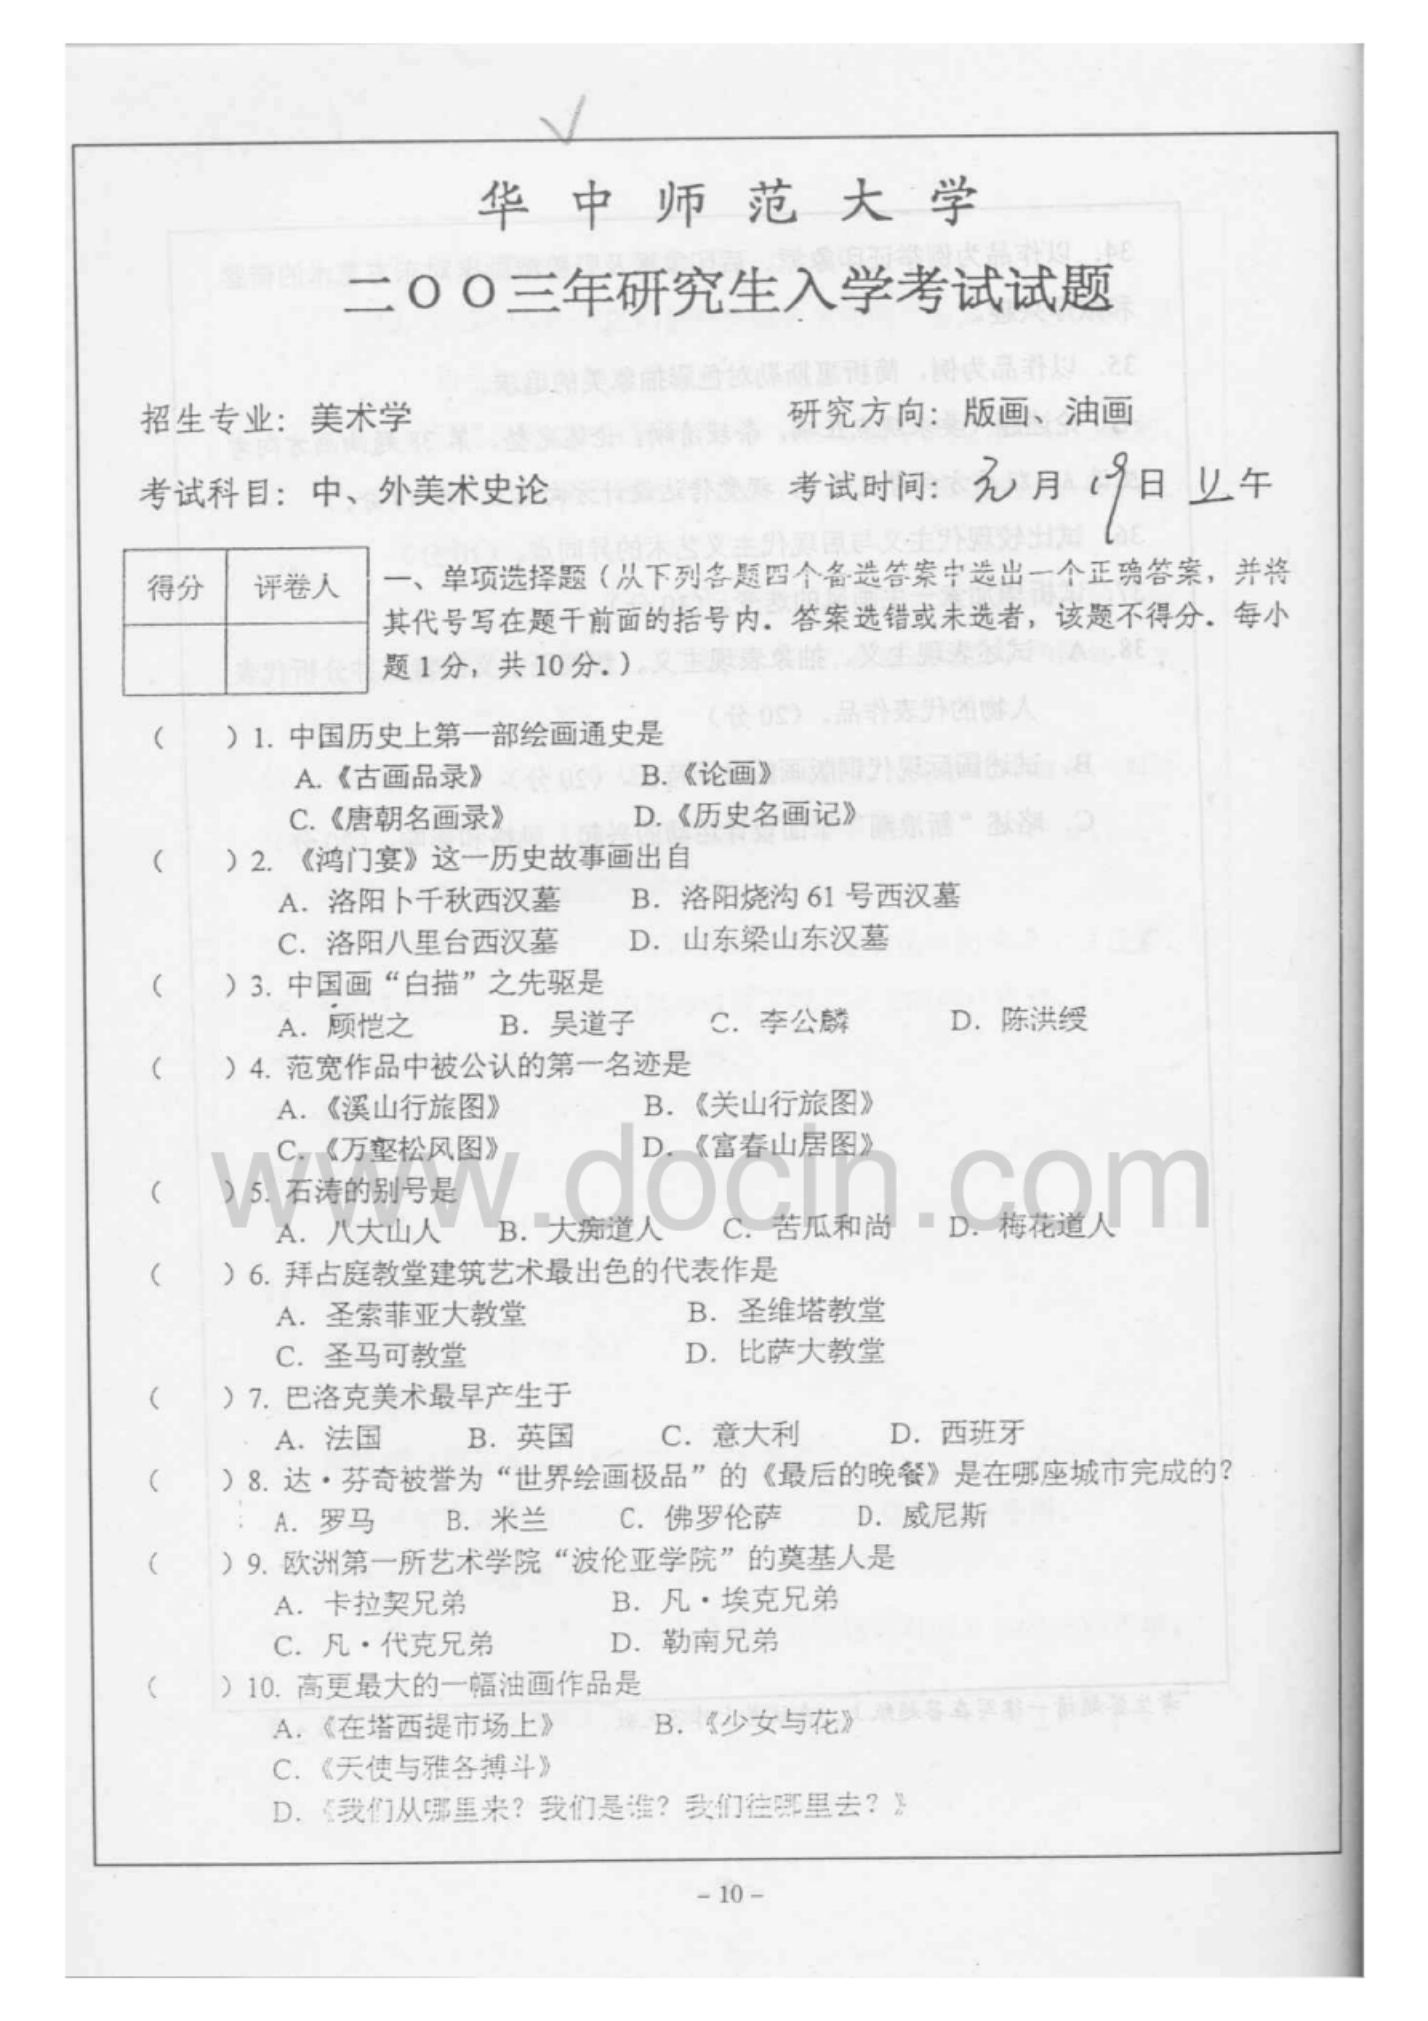 华中师范大学
二OO三年研究生入学考试试题
招生专业：美术学 研究方向：版画、油画
考试科目：中、外美术史论 考试时间：元月19日上午
得分 评卷人
一、单项选择题（从下列各题四个备选答案中选出一个正确答案，并将
其代号写在题干前面的括号内．答案选错或未选者，该题不得分．每小
题1分，共10分．）
（ ）1. 中国历史上第一部绘画通史是
A.《古画品录》 B.《论画》
C.《唐朝名画录》 D.《历史名画记》
（ ）2. 《鸿门宴》这一历史故事画出自
A．洛阳卜千秋西汉墓 B．洛阳烧沟61号西汉墓
C．洛阳八里台西汉墓 D．山东梁山东汉墓
（ ）3. 中国画“白描”之先驱是
A．顾恺之 B．吴道子 C．李公麟 D．陈洪绶
（ ）4. 范宽作品中被公认的第一名迹是
A.《溪山行旅图》 B.《关山行旅图》
C.《万壑松风图》 D.《富春山居图》
www.docin.com
（ ）5. 石涛的别号是
A．八大山人 B．大痴道人 C．苦瓜和尚 D．梅花道人
（ ）6. 拜占庭教堂建筑艺术最出色的代表作是
A．圣索菲亚大教堂 B．圣维塔教堂
C．圣马可教堂 D．比萨大教堂
（ ）7. 巴洛克美术最早产生于
A．法国 B．英国 C．意大利 D．西班牙
（ ）8. 达·芬奇被誉为“世界绘画极品”的《最后的晚餐》是在哪座城市完成的？
A．罗马 B．米兰 C．佛罗伦萨 D．威尼斯
（ ）9. 欧洲第一所艺术学院“波伦亚学院”的奠基人是
A．卡拉契兄弟 B．凡·埃克兄弟
C．凡·代克兄弟 D．勒南兄弟
（ ）10. 高更最大的一幅油画作品是
A.《在塔西提市场上》 B.《少女与花》
C.《天使与雅各搏斗》
D.《我们从哪里来？我们是谁？我们往哪里去？》
- 10 -